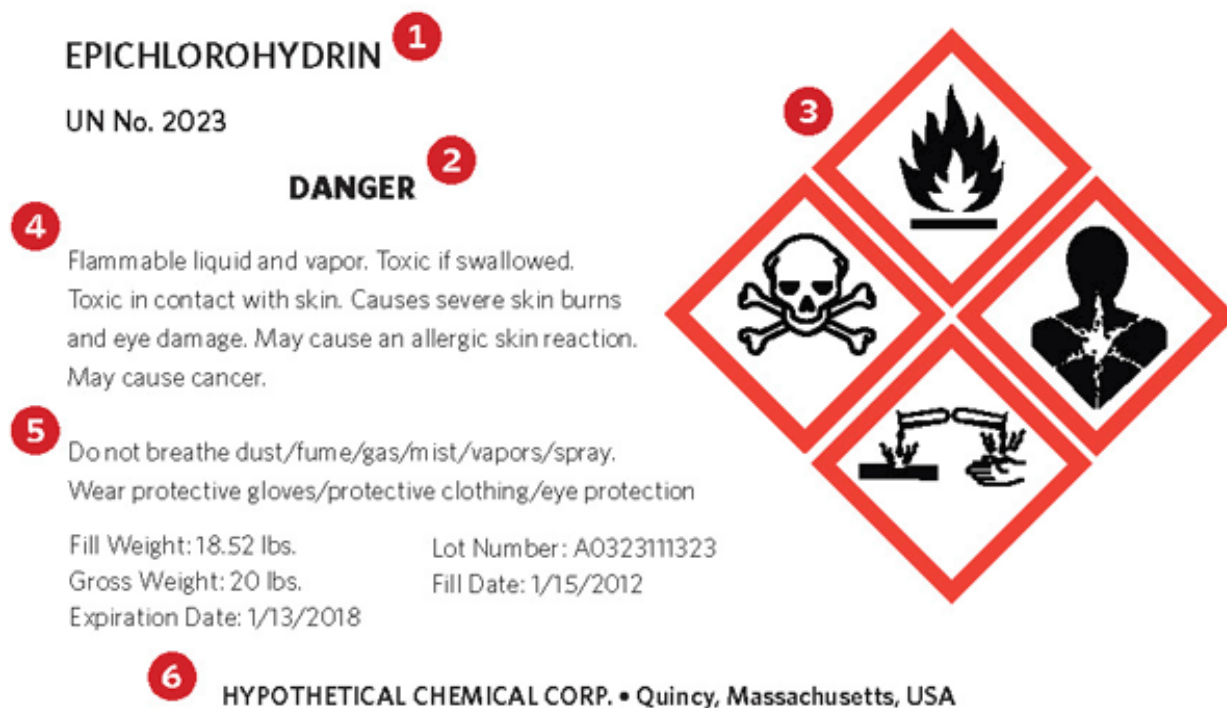 EPICHLOROHYDRIN 1
UN No. 2023
2
DANGER
3
4
Flammable liquid and vapor. Toxic if swallowed.
Toxic in contact with skin. Causes severe skin burns
and eye damage. May cause an allergic skin reaction.
May cause cancer.
5
Do not breathe dust/fume/gas/mist/vapors/spray.
Wear protective gloves/protective clothing/eye protection
Fill Weight: 18.52 lbs. Lot Number: A0323111323
Gross Weight: 20 lbs. Fill Date: 1/15/2012
Expiration Date: 1/13/2018
6
HYPOTHETICAL CHEMICAL CORP. • Quincy, Massachusetts, USA